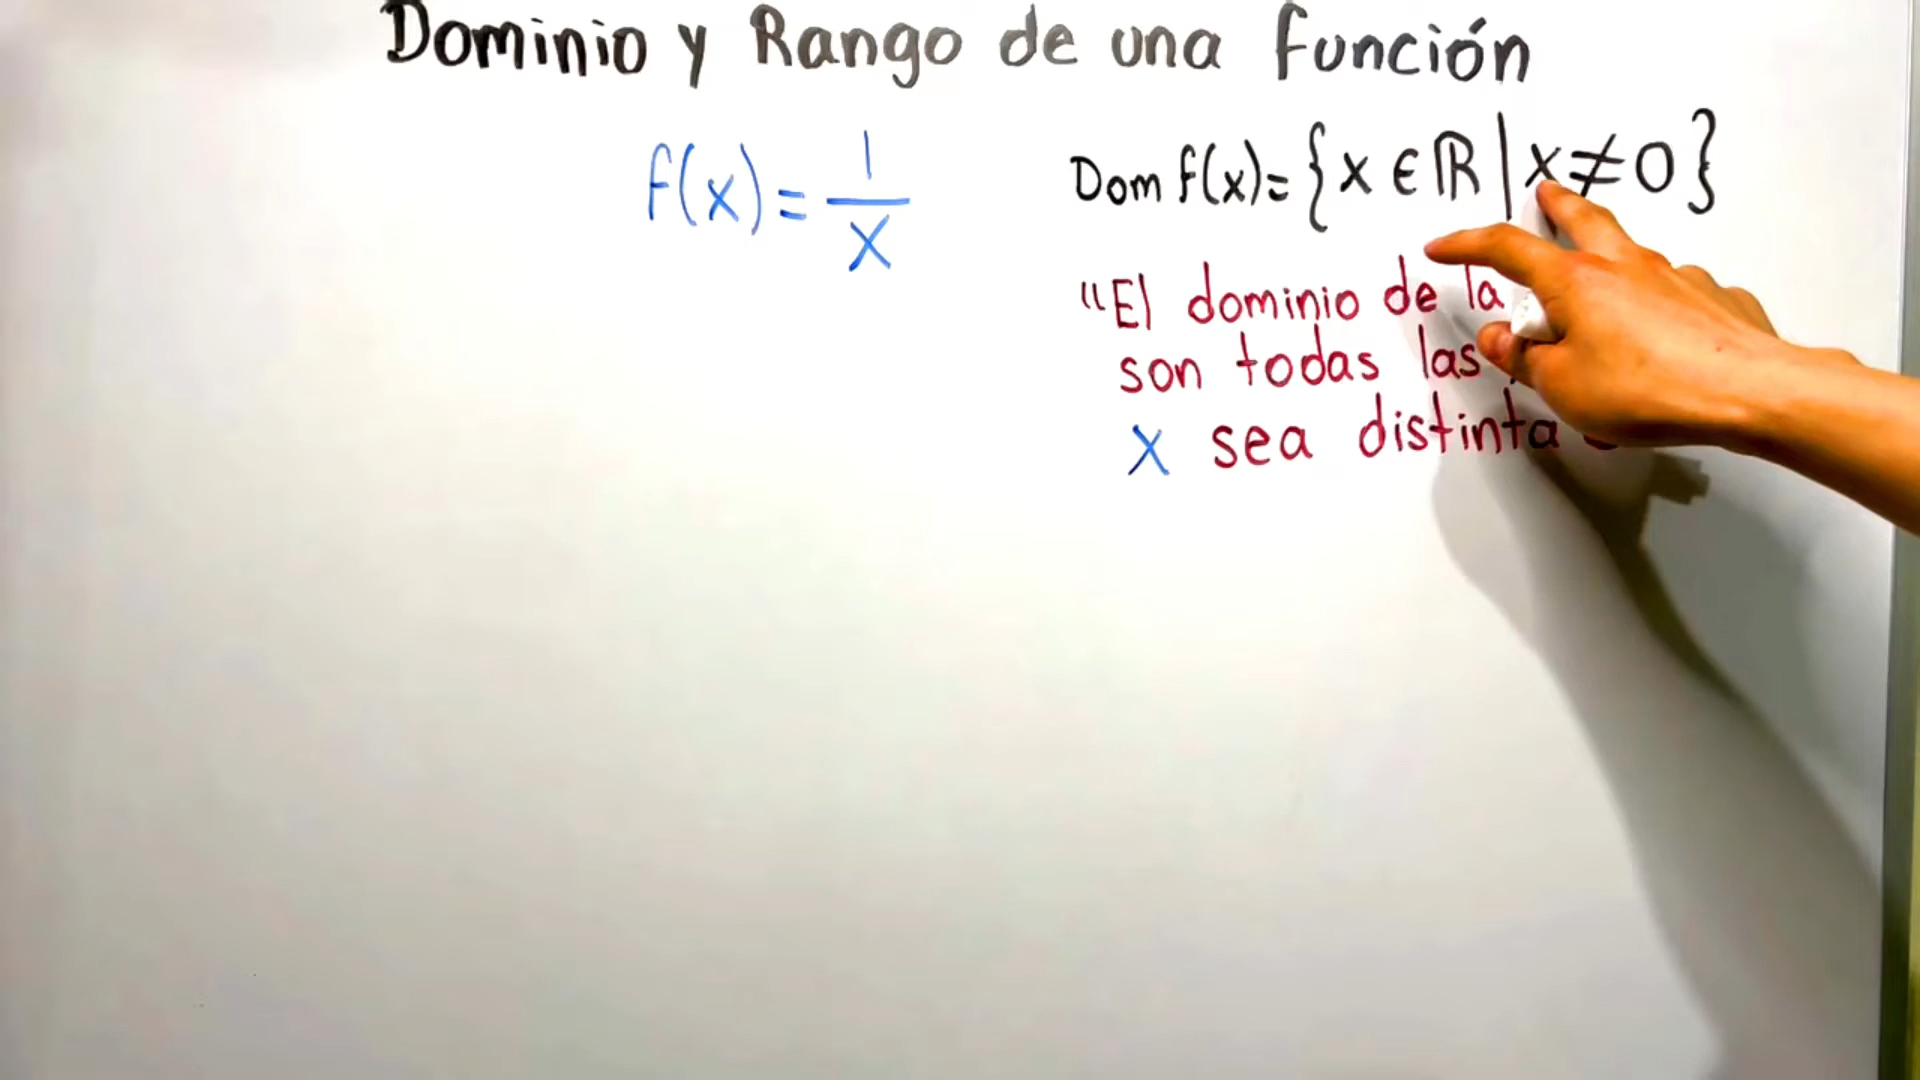 Dominio y Rango de una función
f(x) = 1/x
Dom f(x) = {x ∈ ℝ | x ≠ 0}
"El dominio de la
son todas las
x sea distinta